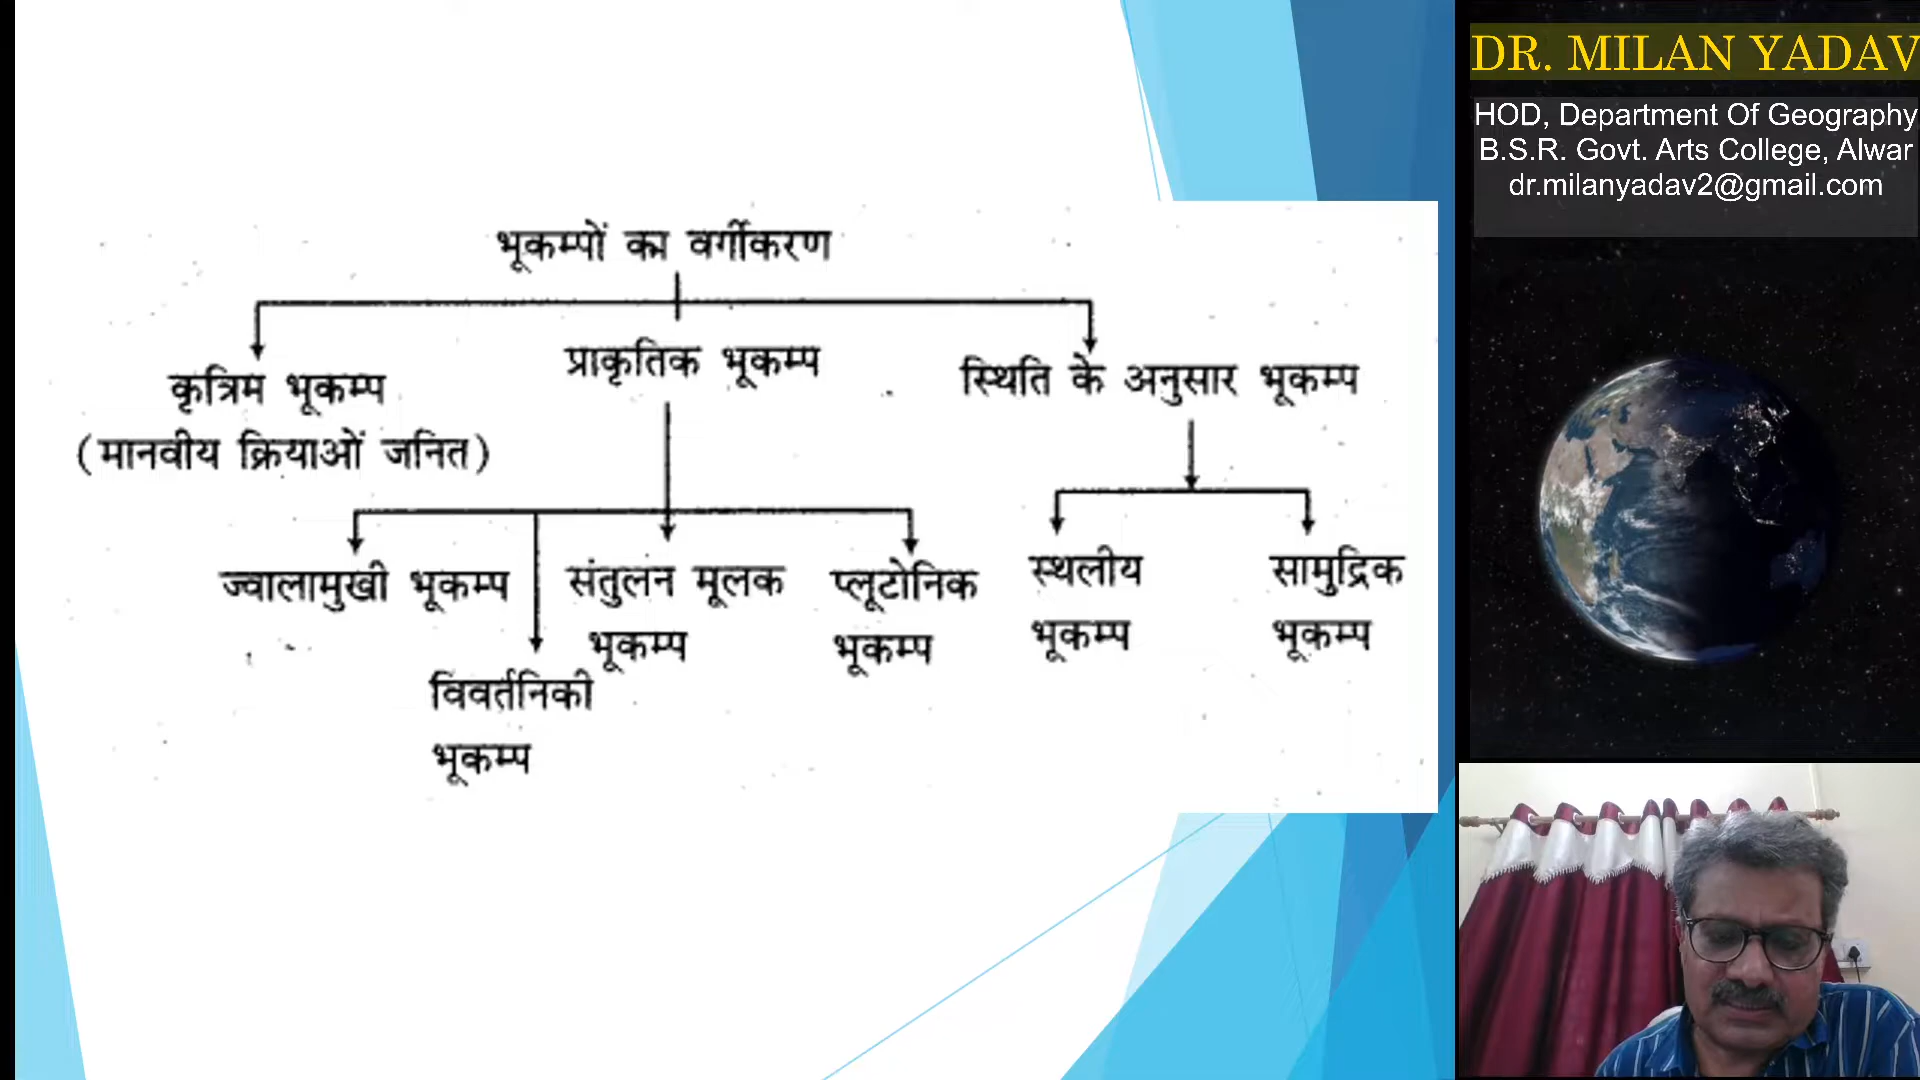 भूकम्पों का वर्गीकरण
कृत्रिम भूकम्प
(मानवीय क्रियाओं जनित)
प्राकृतिक भूकम्प
स्थिति के अनुसार भूकम्प
ज्वालामुखी भूकम्प
विवर्तनिकी
भूकम्प
संतुलन मूलक
भूकम्प
प्लूटोनिक
भूकम्प
स्थलीय
भूकम्प
सामुद्रिक
भूकम्प
DR. MILAN YADAV
HOD, Department Of Geography
B.S.R. Govt. Arts College, Alwar
dr.milanyadav2@gmail.com